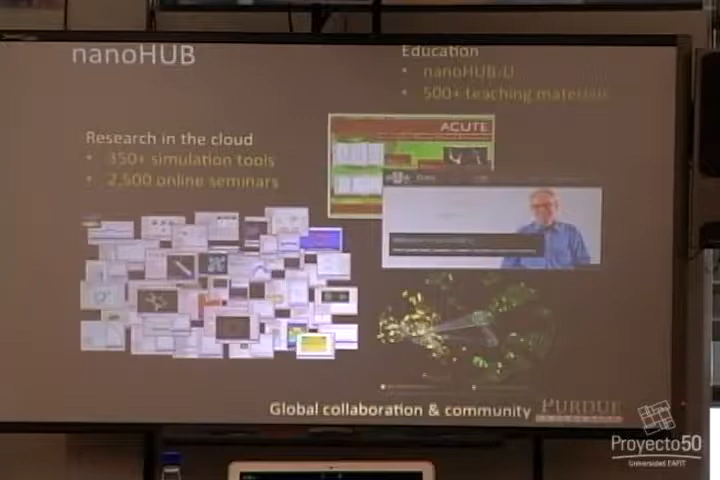 nanoHUB
Research in the cloud
• 350+ simulation tools
• 2,500 online seminars
Education
• nanoHUB-U
• 500+ teaching materials
ACUTE
Global collaboration & community
PURDUE
Proyecto50
Universidad EAFIT